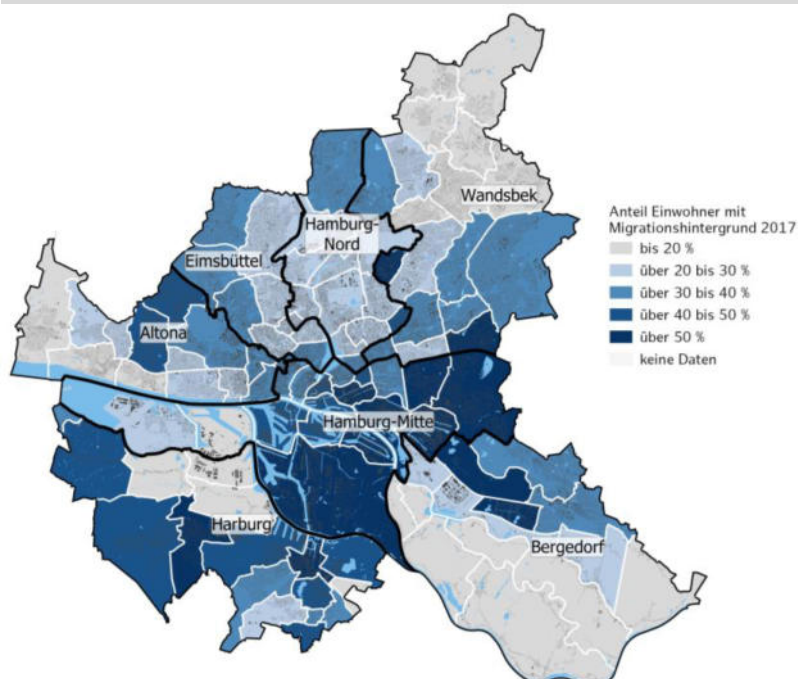 Wandsbek
Hamburg-
Nord
Eimsbüttel
Altona
Hamburg-Mitte
Harburg
Bergedorf
Anteil Einwohner mit
Migrationshintergrund 2017
bis 20 %
über 20 bis 30 %
über 30 bis 40 %
über 40 bis 50 %
über 50 %
keine Daten